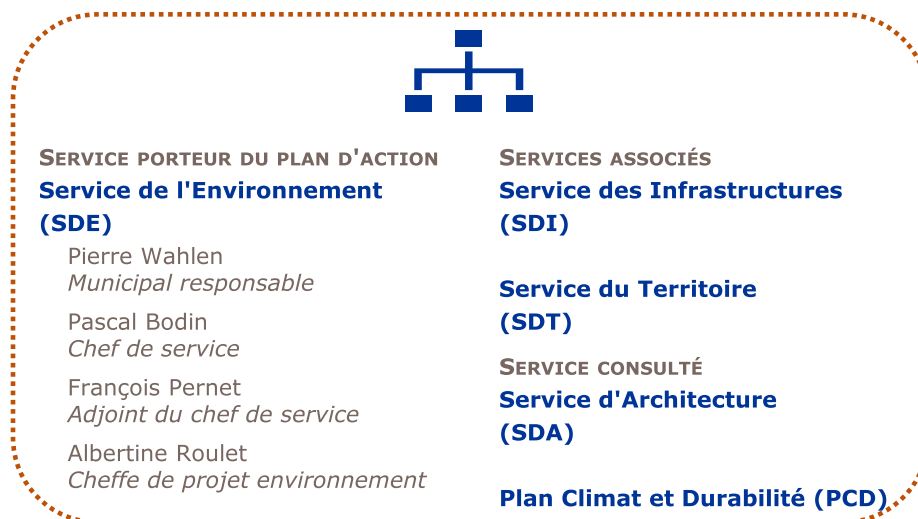 SERVICE PORTEUR DU PLAN D'ACTION
Service de l'Environnement
(SDE)
Pierre Wahlen
Municipal responsable
Pascal Bodin
Chef de service
François Pernet
Adjoint du chef de service
Albertine Roulet
Cheffe de projet environnement
SERVICES ASSOCIÉS
Service des Infrastructures
(SDI)
Service du Territoire
(SDT)
SERVICE CONSULTÉ
Service d'Architecture
(SDA)
Plan Climat et Durabilité (PCD)